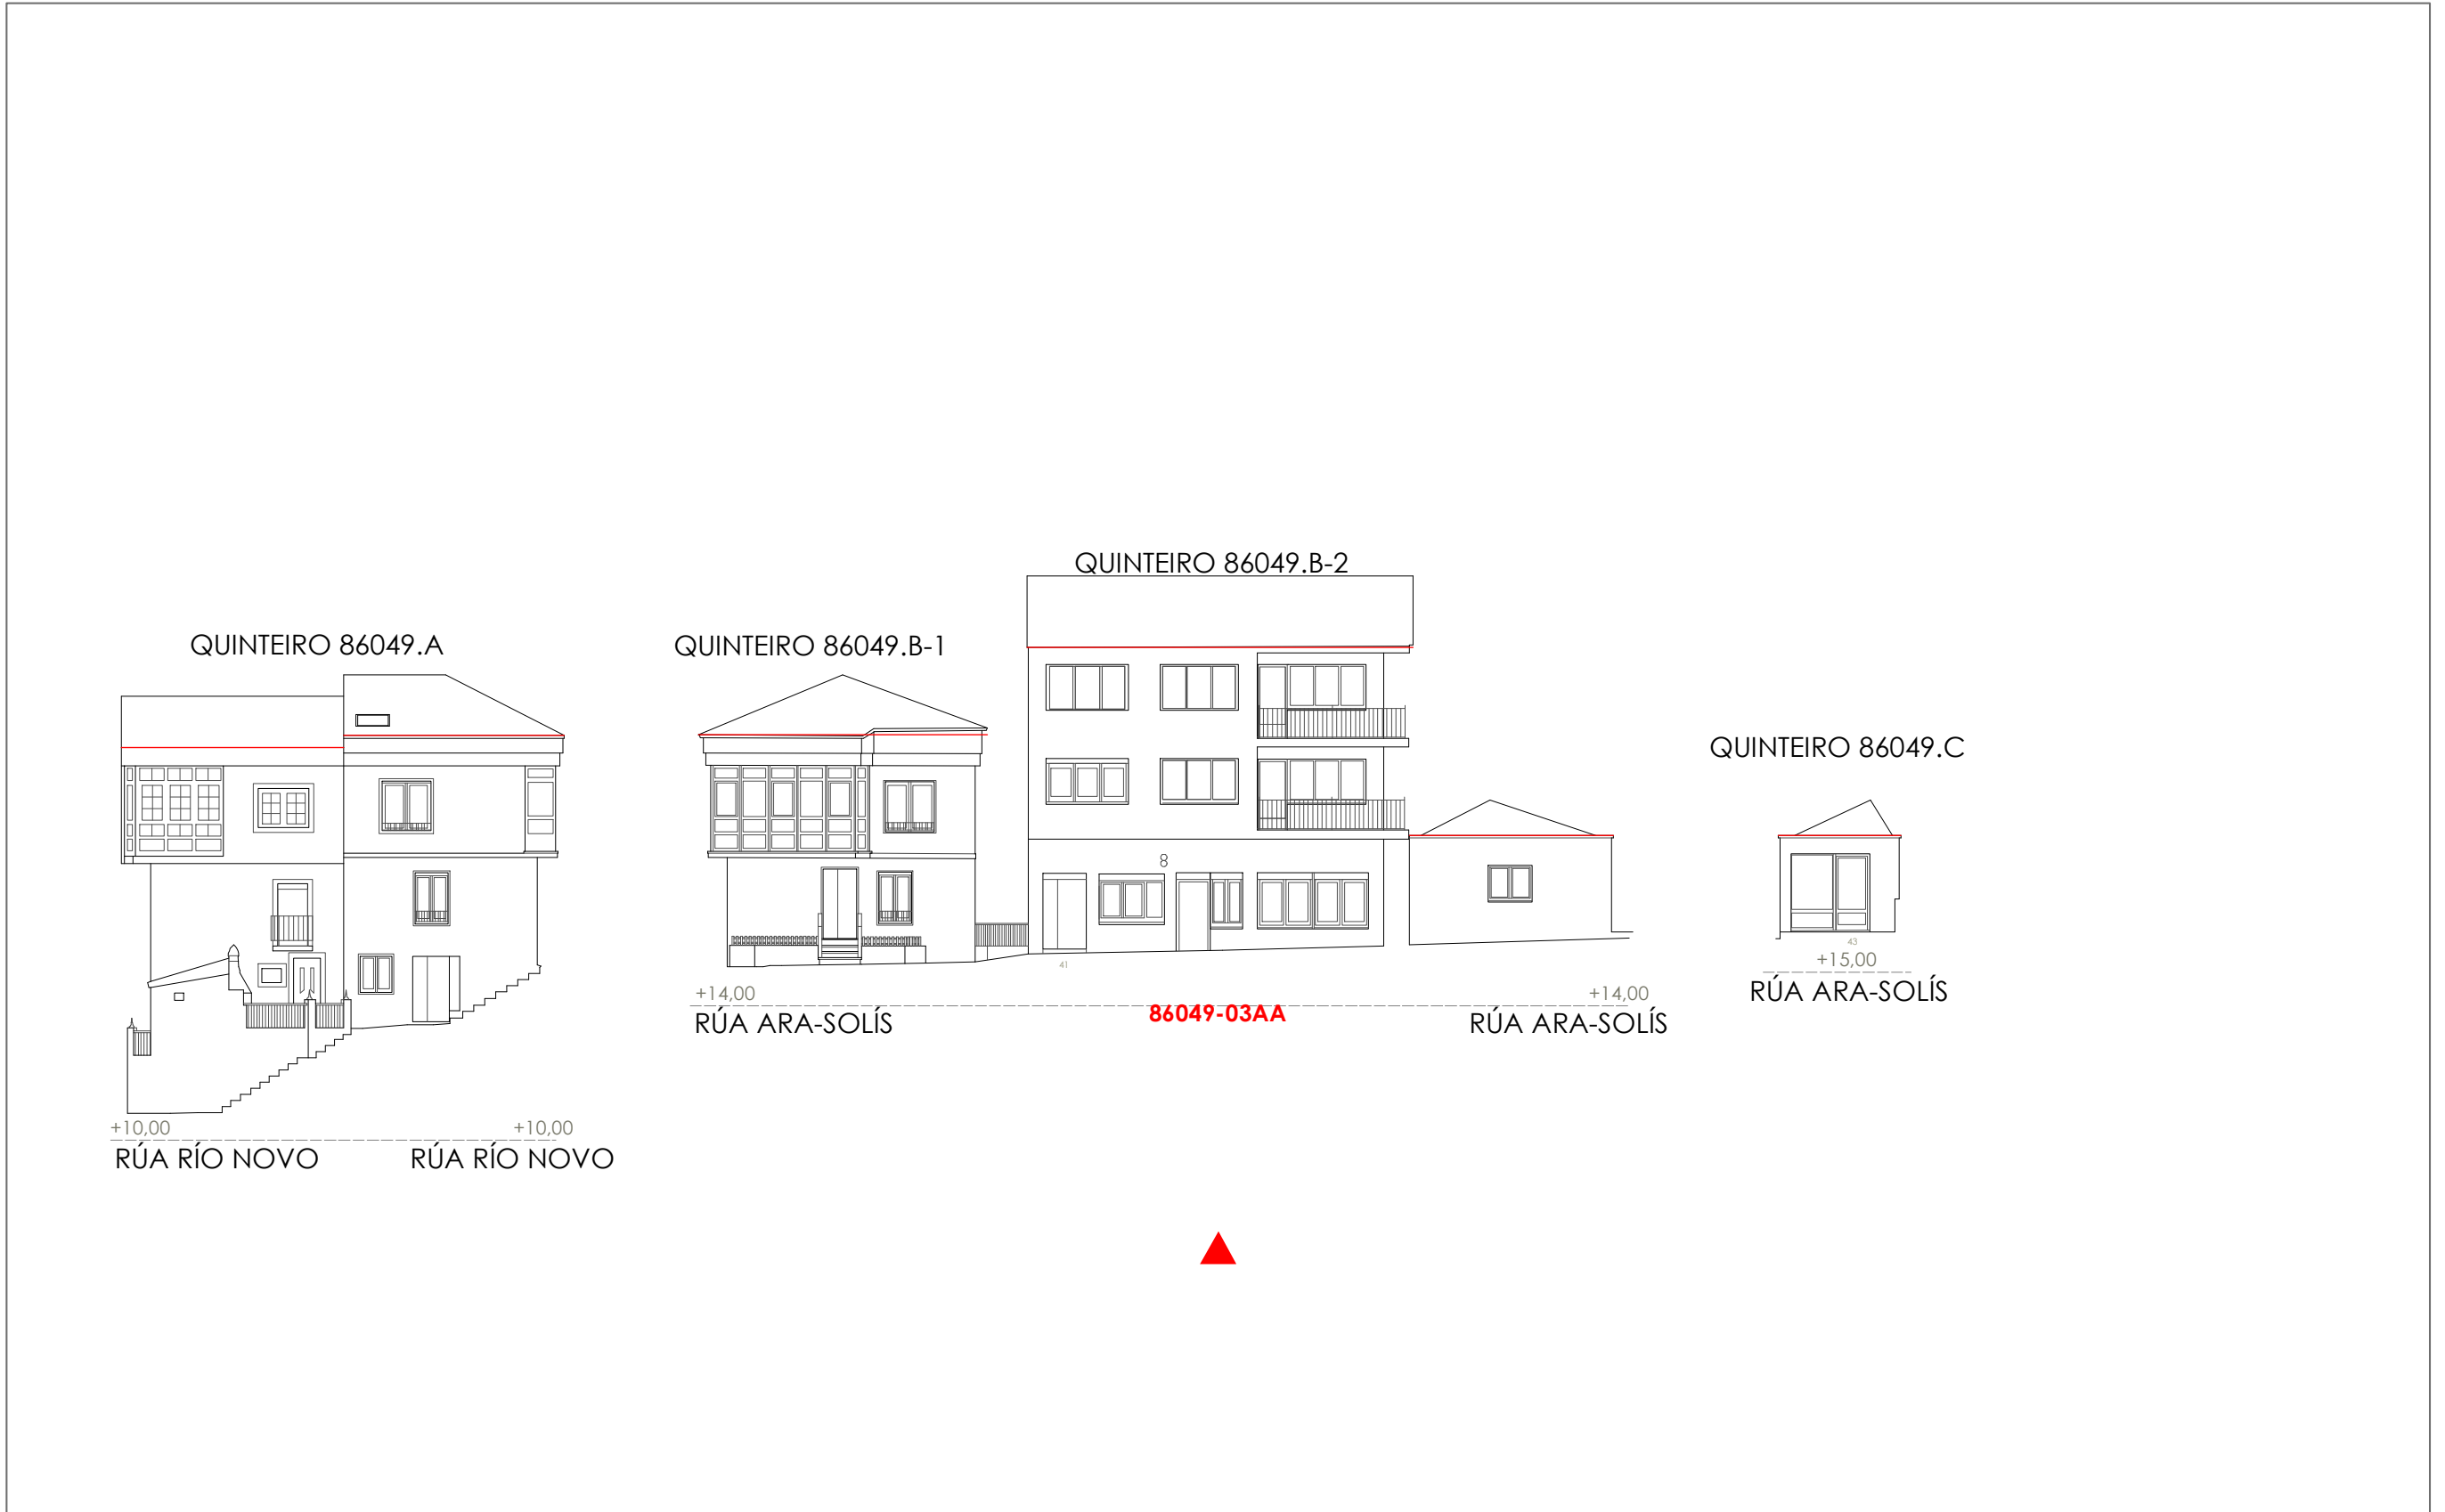 QUINTEIRO 86049.B-2
QUINTEIRO 86049.A
QUINTEIRO 86049.B-1
QUINTEIRO 86049.C
8
41
43
+15,00
RÚA ARA-SOLÍS
+14,00
+14,00
RÚA ARA-SOLÍS
86049-03AA
RÚA ARA-SOLÍS
+10,00
+10,00
RÚA RÍO NOVO
RÚA RÍO NOVO